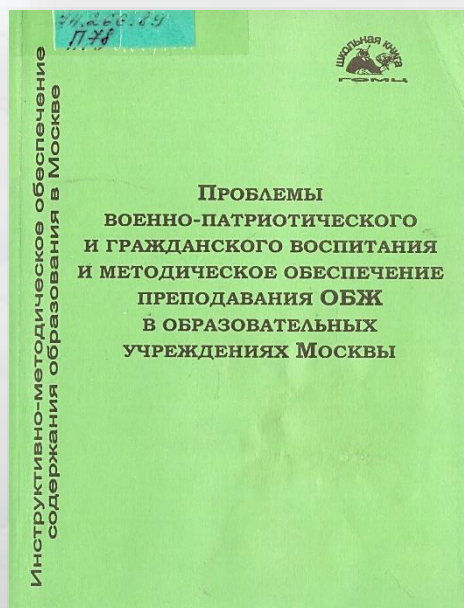 74.266.89
П78
ШКОЛЬНАЯ КНИГА
ГОМЦ
Инструктивно-методическое обеспечение
содержания образования в Москве
ПРОБЛЕМЫ
ВОЕННО-ПАТРИОТИЧЕСКОГО
И ГРАЖДАНСКОГО ВОСПИТАНИЯ
И МЕТОДИЧЕСКОЕ ОБЕСПЕЧЕНИЕ
ПРЕПОДАВАНИЯ ОБЖ
В ОБРАЗОВАТЕЛЬНЫХ
УЧРЕЖДЕНИЯХ МОСКВЫ